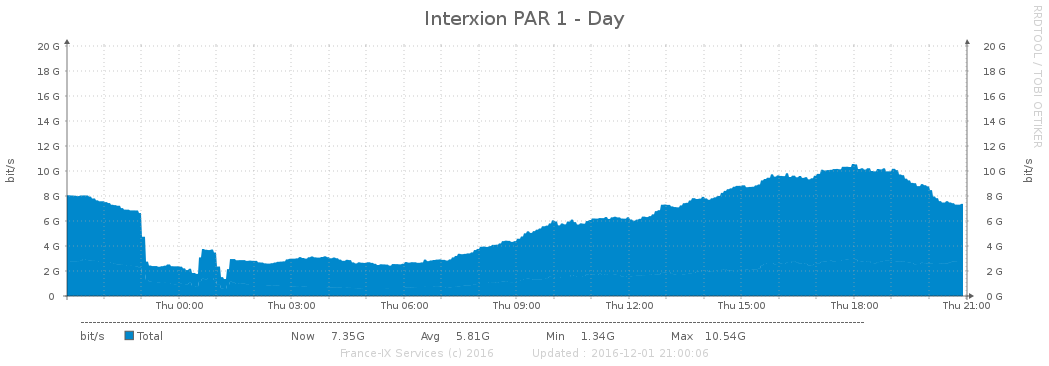 Interxion PAR 1 - Day
RRDTOOL / TOBI OETIKER
bit/s
bit/s
20 G 20 G
18 G 18 G
16 G 16 G
14 G 14 G
12 G 12 G
10 G 10 G
8 G 8 G
6 G 6 G
4 G 4 G
2 G 2 G
0 0 G
Thu 00:00 Thu 03:00 Thu 06:00 Thu 09:00 Thu 12:00 Thu 15:00 Thu 18:00 Thu 21:00
bit/s Total Now 7.35G Avg 5.81G Min 1.34G Max 10.54G
France-IX Services (c) 2016 Updated : 2016-12-01 21:00:06